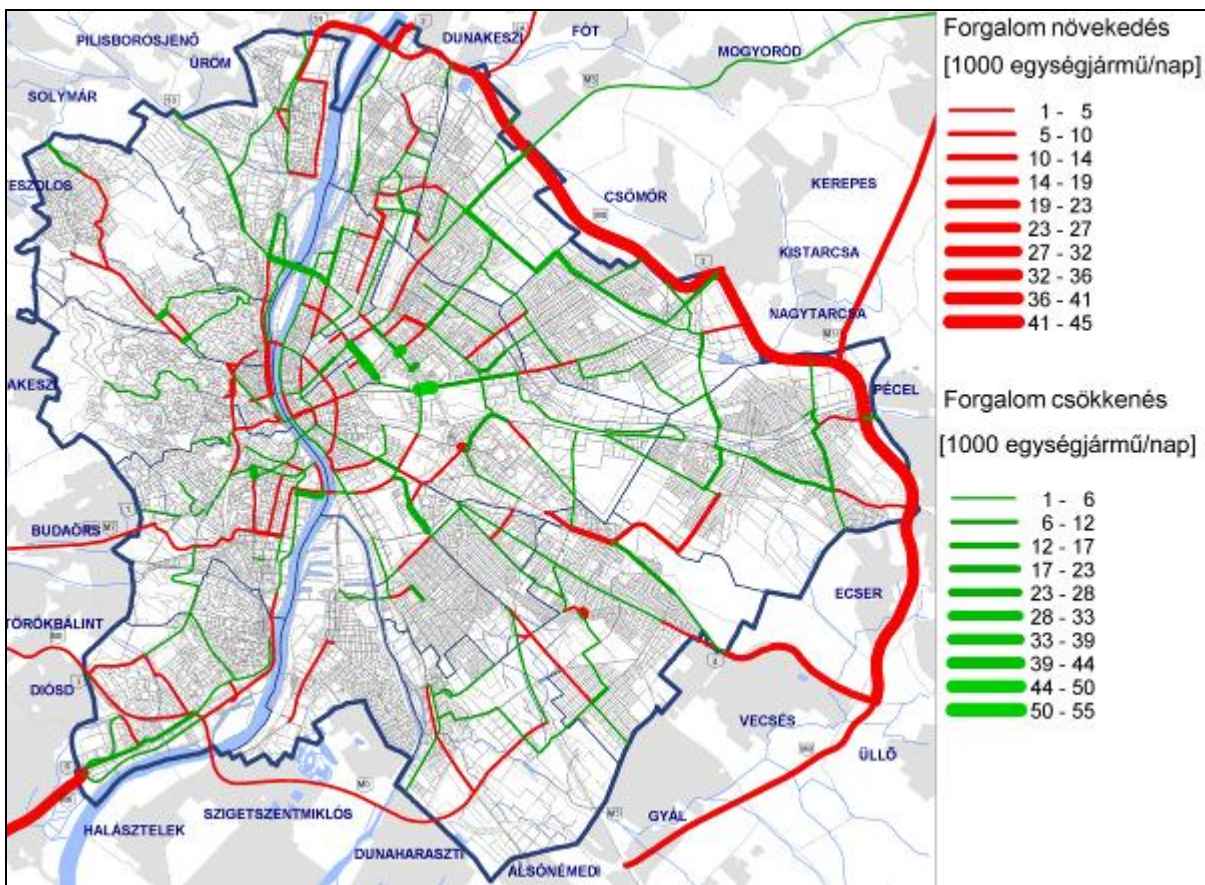 PILISBOROSJENŐ
ÜRÖM
SOLYMÁR
DUNAKESZI
FÓT
MOGYORÓD
CSÖMÖR
KEREPES
KISTARCSA
NAGYTARCSA
PÉCEL
AKESZI
BUDAÖRS
TÖRÖKBÁLINT
DIÓSD
ECSER
VECSÉS
ÜLLŐ
GYÁL
HALÁSZTELEK
SZIGETSZENTMIKLÓS
DUNAHARASZTI
ALSÓNÉMEDI
Forgalom növekedés
[1000 egységjármű/nap]
1 - 5
5 - 10
10 - 14
14 - 19
19 - 23
23 - 27
27 - 32
32 - 36
36 - 41
41 - 45
Forgalom csökkenés
[1000 egységjármű/nap]
1 - 6
6 - 12
12 - 17
17 - 23
23 - 28
28 - 33
33 - 39
39 - 44
44 - 50
50 - 55